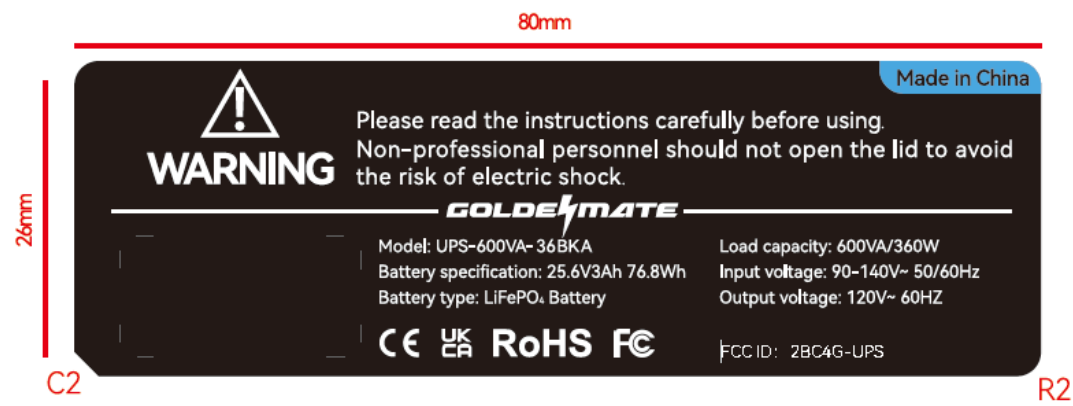 80mm
Made in China
26mm
WARNING
Please read the instructions carefully before using.
Non-professional personnel should not open the lid to avoid
the risk of electric shock.
GOLDENMATE
Model: UPS-600VA-36BKA
Battery specification: 25.6V3Ah 76.8Wh
Battery type: LiFePO₄ Battery
Load capacity: 600VA/360W
Input voltage: 90-140V~ 50/60Hz
Output voltage: 120V~ 60HZ
CE UK CA RoHS FC
FCC ID: 2BC4G-UPS
C2
R2